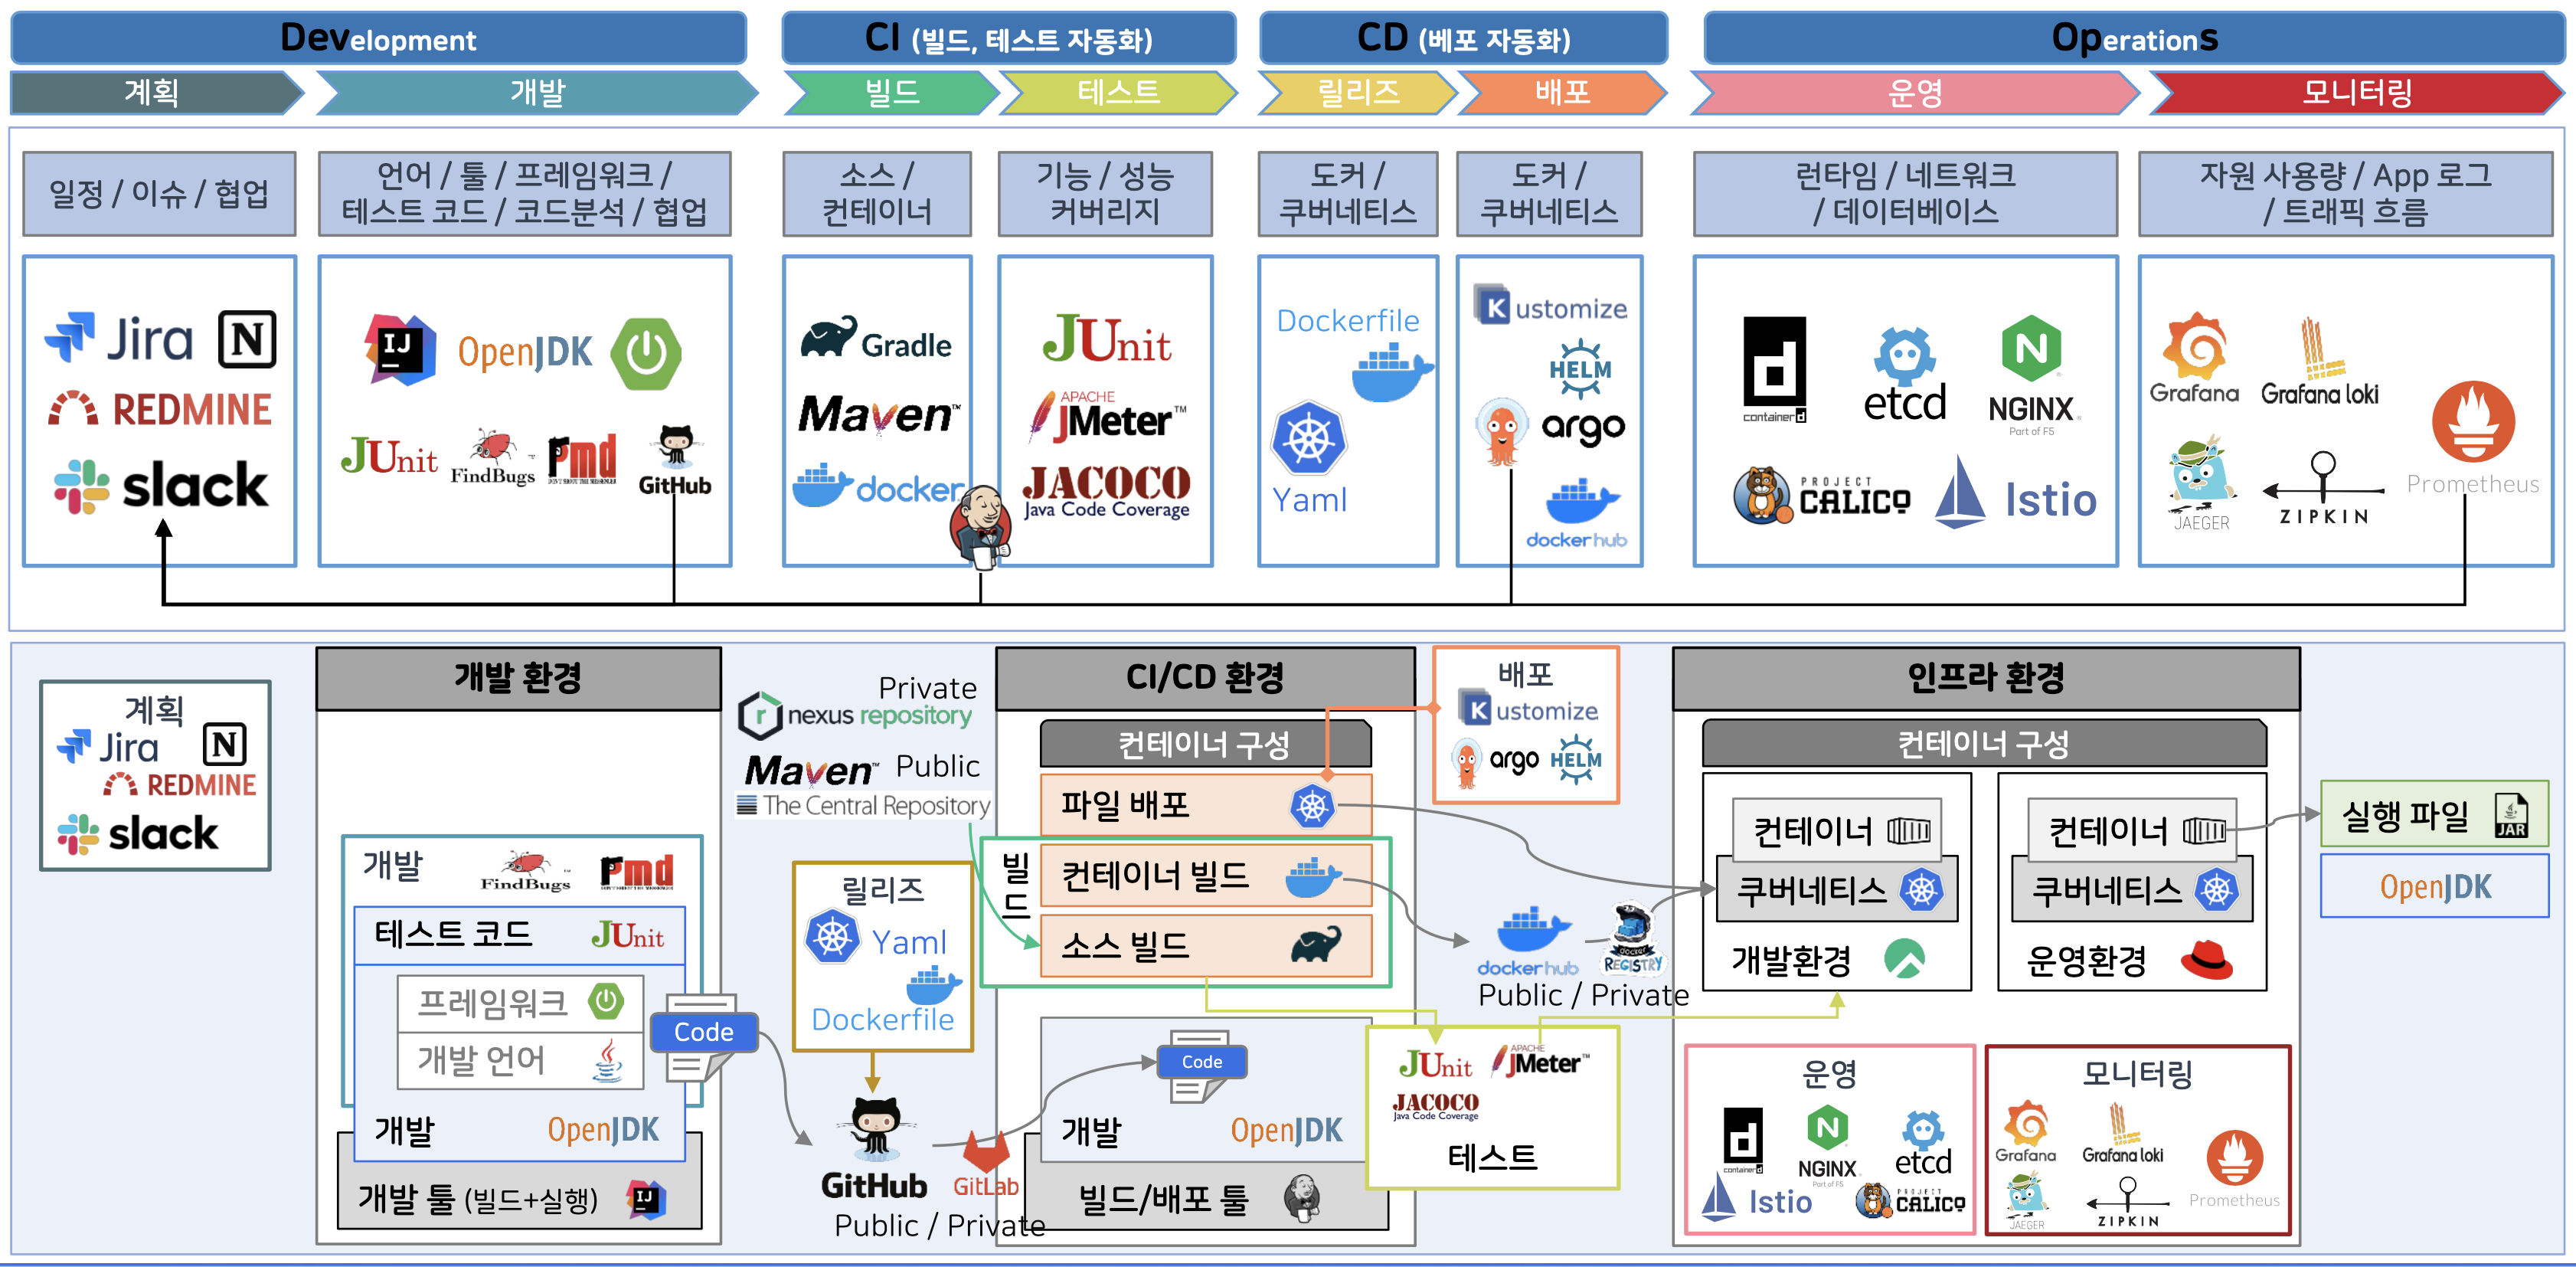 Development
CI (빌드, 테스트 자동화)
CD (배포 자동화)
Operations
계획
개발
빌드
테스트
릴리즈
배포
운영
모니터링
일정 / 이슈 / 협업
언어 / 툴 / 프레임워크 /
테스트 코드 / 코드분석 / 협업
소스 /
컨테이너
기능 / 성능
커버리지
도커 /
쿠버네티스
도커 /
쿠버네티스
런타임 / 네트워크
/ 데이터베이스
자원 사용량 / App 로그
/ 트래픽 흐름
Jira
N
REDMINE
slack
IJ
OpenJDK
JUnit
FindBugs
Pmd
GitHub
Gradle
Maven™
docker
JUnit
APACHE
JMeter™
JACOCO
Java Code Coverage
Dockerfile
Yaml
Kustomize
HELM
argo
dockerhub
d
containerd
etcd
N
NGINX
Part of F5
PROJECT
CALICO
Istio
Grafana
Grafana loki
Prometheus
JAEGER
ZIPKIN
계획
Jira
N
REDMINE
slack
개발 환경
개발
FindBugs
Pmd
테스트 코드
JUnit
프레임워크
개발 언어
Code
개발
OpenJDK
개발 툴 (빌드+실행)
IJ
Private
nexus repository
Maven™ Public
The Central Repository
릴리즈
Yaml
Dockerfile
GitHub
GitLab
Public / Private
CI/CD 환경
컨테이너 구성
파일 배포
빌드
컨테이너 빌드
소스 빌드
Code
개발
OpenJDK
빌드/배포 툴
배포
Kustomize
argo
HELM
dockerhub
docker
REGISTRY
Public / Private
JUnit
APACHE
JMeter™
JACOCO
Java Code Coverage
테스트
인프라 환경
컨테이너 구성
컨테이너
쿠버네티스
개발환경
컨테이너
쿠버네티스
운영환경
운영
d
containerd
N
NGINX
Part of F5
etcd
Istio
PROJECT
CALICO
모니터링
Grafana
Grafana loki
Prometheus
JAEGER
ZIPKIN
실행 파일
JAR
OpenJDK